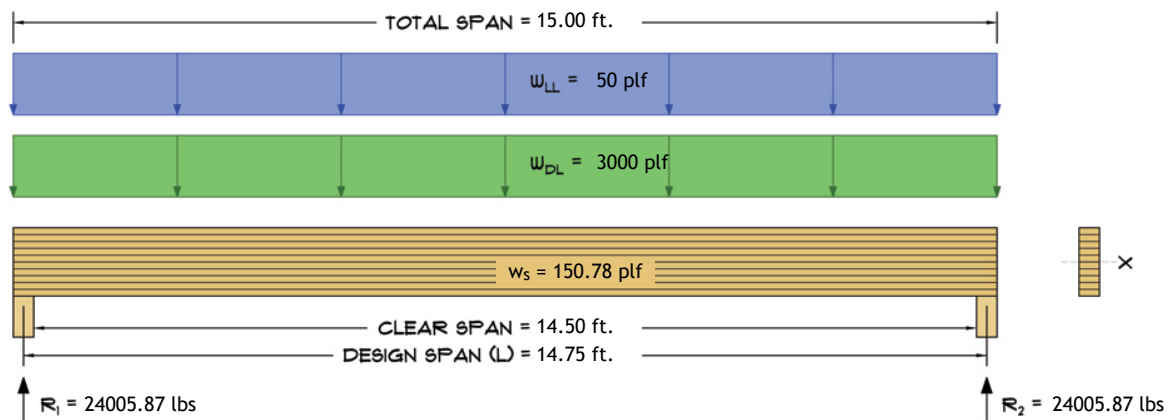 TOTAL SPAN = 15.00 ft.
wLL = 50 plf
wDL = 3000 plf
ws = 150.78 plf
X
CLEAR SPAN = 14.50 ft.
DESIGN SPAN (L) = 14.75 ft.
R1 = 24005.87 lbs
R2 = 24005.87 lbs